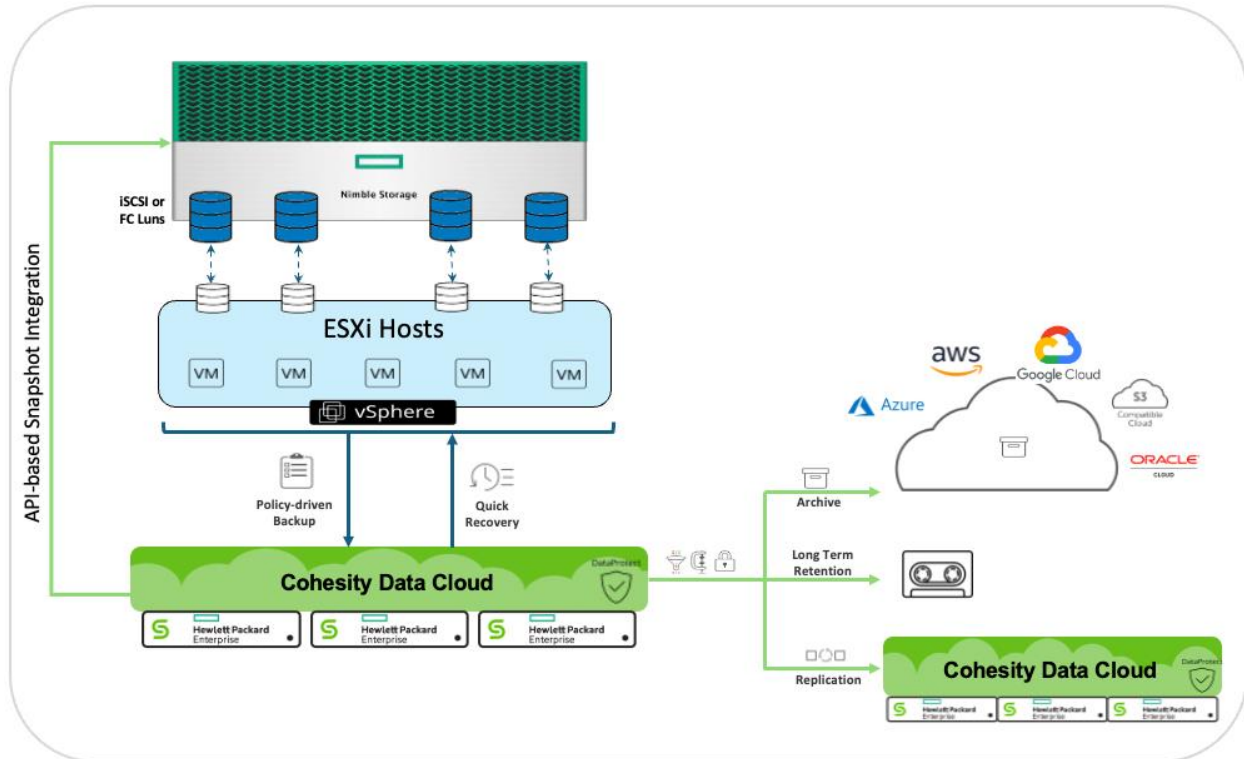 Nimble Storage
iSCSI or
FC Luns
API-based Snapshot Integration
ESXi Hosts
VM
VM
VM
VM
VM
vSphere
Policy-driven
Backup
Quick
Recovery
DataProtect
Cohesity Data Cloud
Hewlett Packard
Enterprise
Hewlett Packard
Enterprise
Hewlett Packard
Enterprise
aws
Google Cloud
Azure
S3
Compatible
Cloud
ORACLE
CLOUD
Archive
Long Term
Retention
Replication
DataProtect
Cohesity Data Cloud
Hewlett Packard
Enterprise
Hewlett Packard
Enterprise
Hewlett Packard
Enterprise